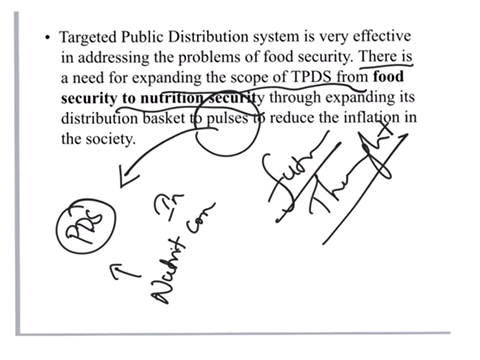 • Targeted Public Distribution system is very effective
in addressing the problems of food security. There is
a need for expanding the scope of TPDS from food
security to nutrition security through expanding its
distribution basket to pulses to reduce the inflation in
the society.
PDS
In
Thought